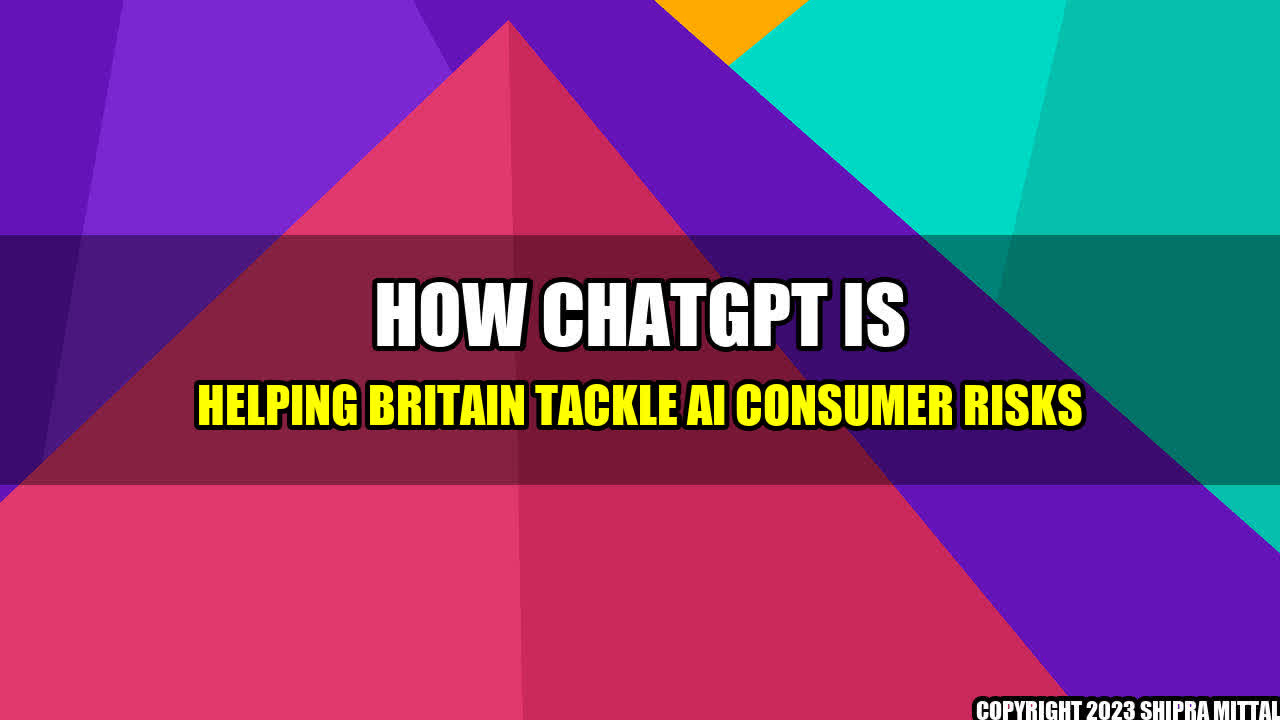 HOW CHATGPT IS
HELPING BRITAIN TACKLE AI CONSUMER RISKS
COPYRIGHT 2023 SHIPRA MITTAL